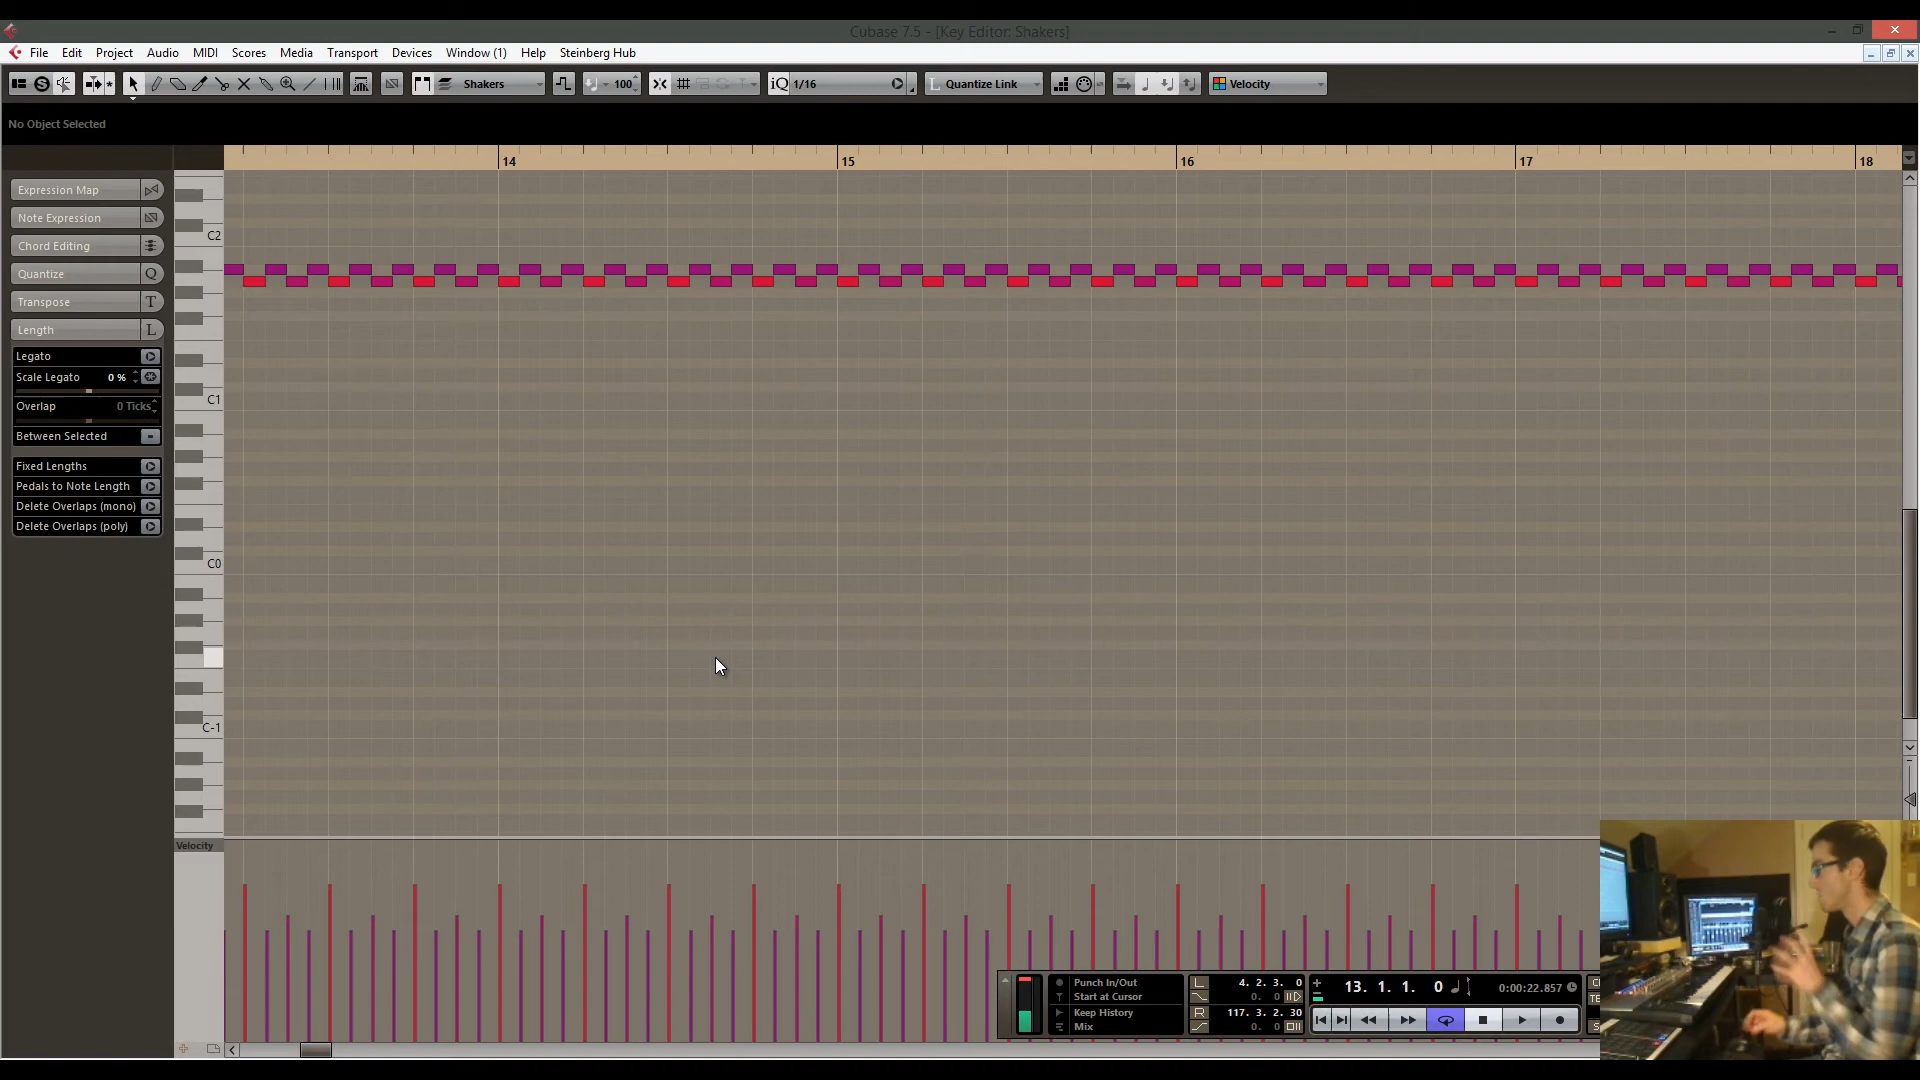 Cubase 7.5 - [Key Editor: Shakers]
File Edit Project Audio MIDI Scores Media Transport Devices Window (1) Help Steinberg Hub
Shakers 100 iQ 1/16 L Quantize Link Velocity
No Object Selected
14 15 16 17 18
Expression Map
Note Expression
Chord Editing
Quantize Q
Transpose T
Length L
Legato
Scale Legato 0 %
Overlap 0 Ticks
Between Selected
Fixed Lengths
Pedals to Note Length
Delete Overlaps (mono)
Delete Overlaps (poly)
C2
C1
C0
C-1
Velocity
Punch In/Out
Start at Cursor
Keep History
Mix
L 4. 2. 3. 0
0. 0
R 117. 3. 2. 30
0. 0
13. 1. 1. 0
0:00:22.857